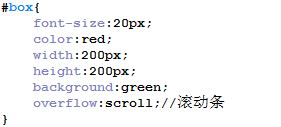 #box{
    font-size:20px;
    color:red;
    width:200px;
    height:200px;
    background:green;
    overflow:scroll;//滚动条
}